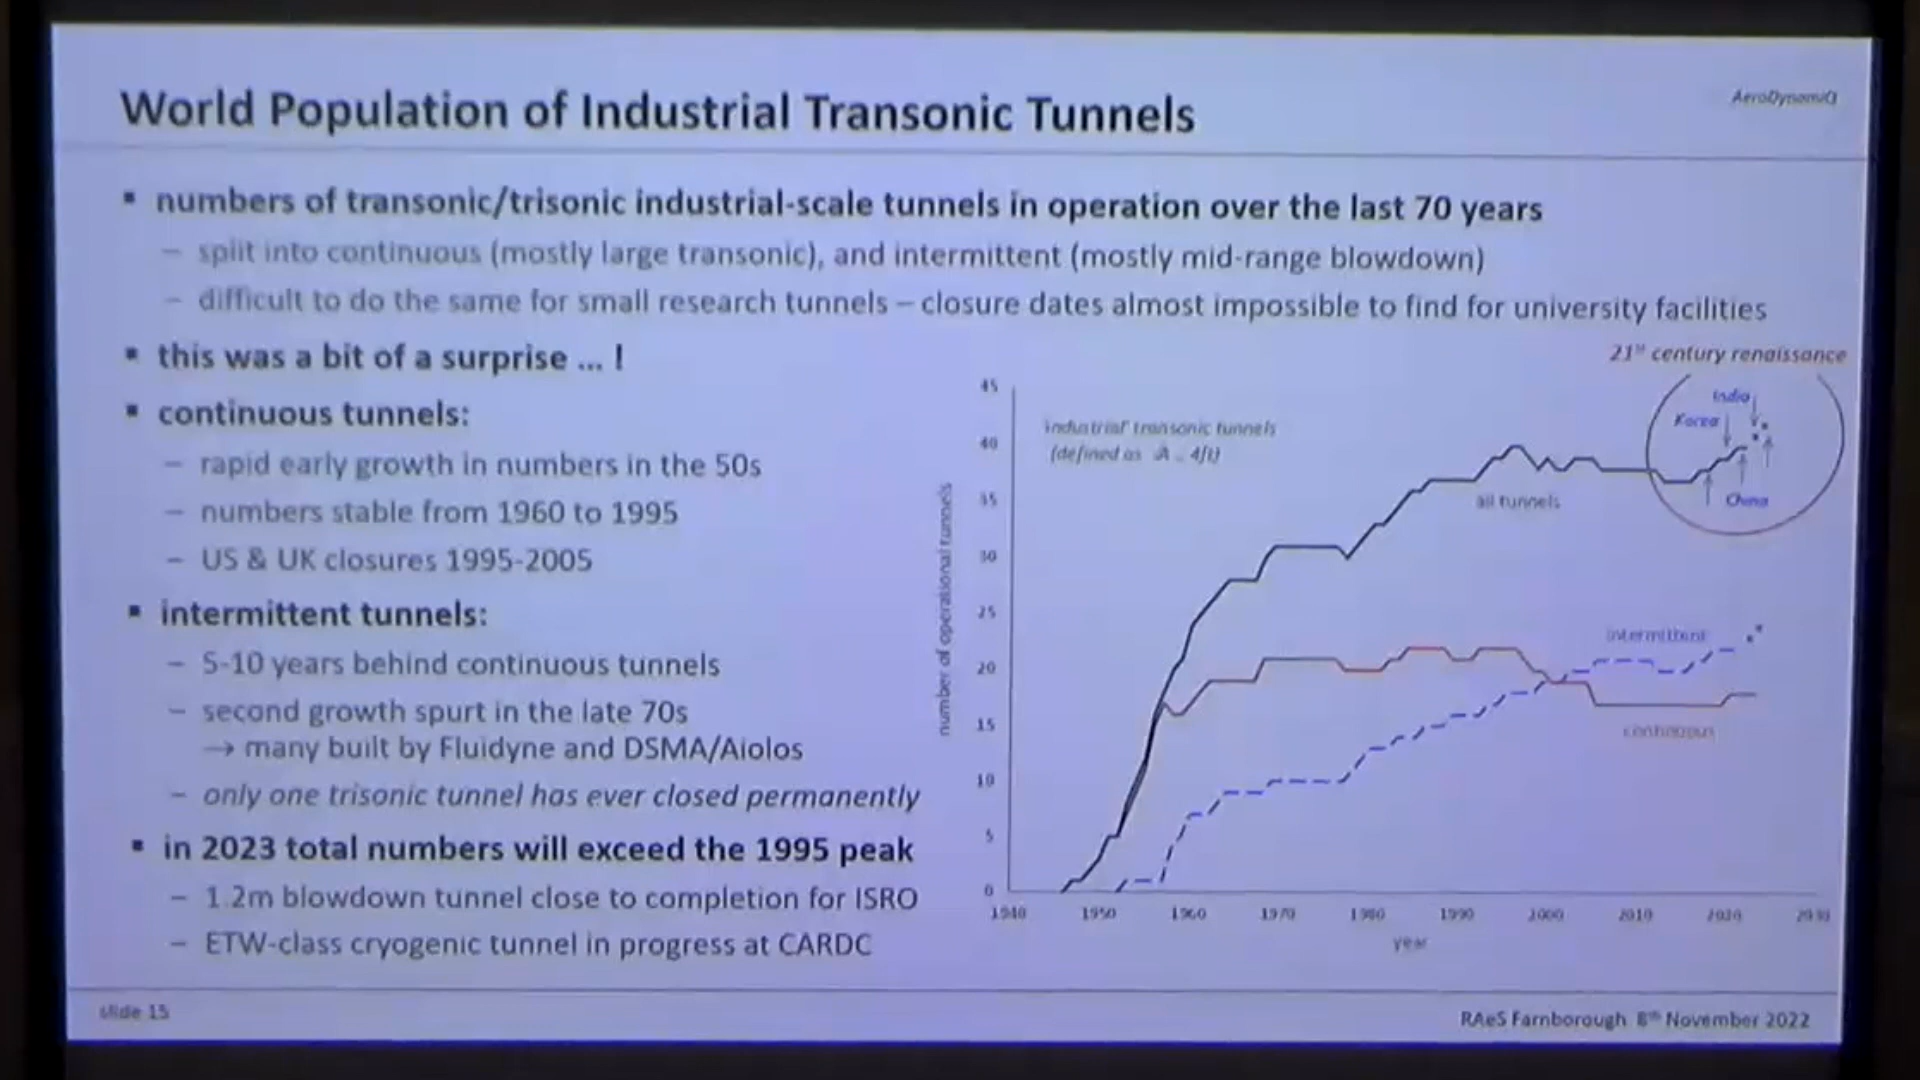 World Population of Industrial Transonic Tunnels
AeroDynamiQ
▪ numbers of transonic/trisonic industrial-scale tunnels in operation over the last 70 years
– split into continuous (mostly large transonic), and intermittent (mostly mid-range blowdown)
– difficult to do the same for small research tunnels – closure dates almost impossible to find for university facilities
▪ this was a bit of a surprise ... !
▪ continuous tunnels:
– rapid early growth in numbers in the 50s
– numbers stable from 1960 to 1995
– US & UK closures 1995-2005
▪ intermittent tunnels:
– 5-10 years behind continuous tunnels
– second growth spurt in the late 70s
→ many built by Fluidyne and DSMA/Aiolos
– only one trisonic tunnel has ever closed permanently
▪ in 2023 total numbers will exceed the 1995 peak
– 1.2m blowdown tunnel close to completion for ISRO
– ETW-class cryogenic tunnel in progress at CARDC
21st century renaissance
India
Korea
China
industrial transonic tunnels
(defined as 4ft)
all tunnels
intermittent
continuous
number of operational tunnels
45
40
35
30
25
20
15
10
5
0
1940 1950 1960 1970 1980 1990 2000 2010 2020 2030
year
slide 15
RAeS Farnborough 8th November 2022